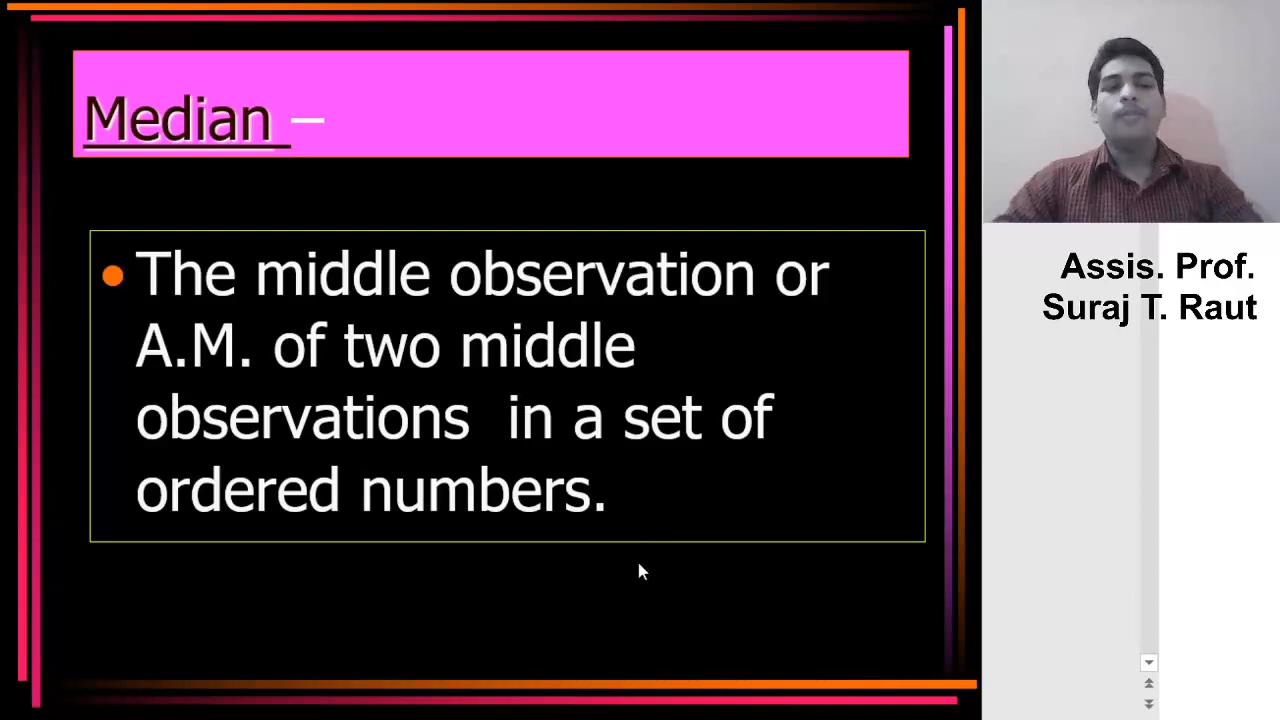 Median –
The middle observation or
A.M. of two middle
observations in a set of
ordered numbers.
Assis. Prof.
Suraj T. Raut